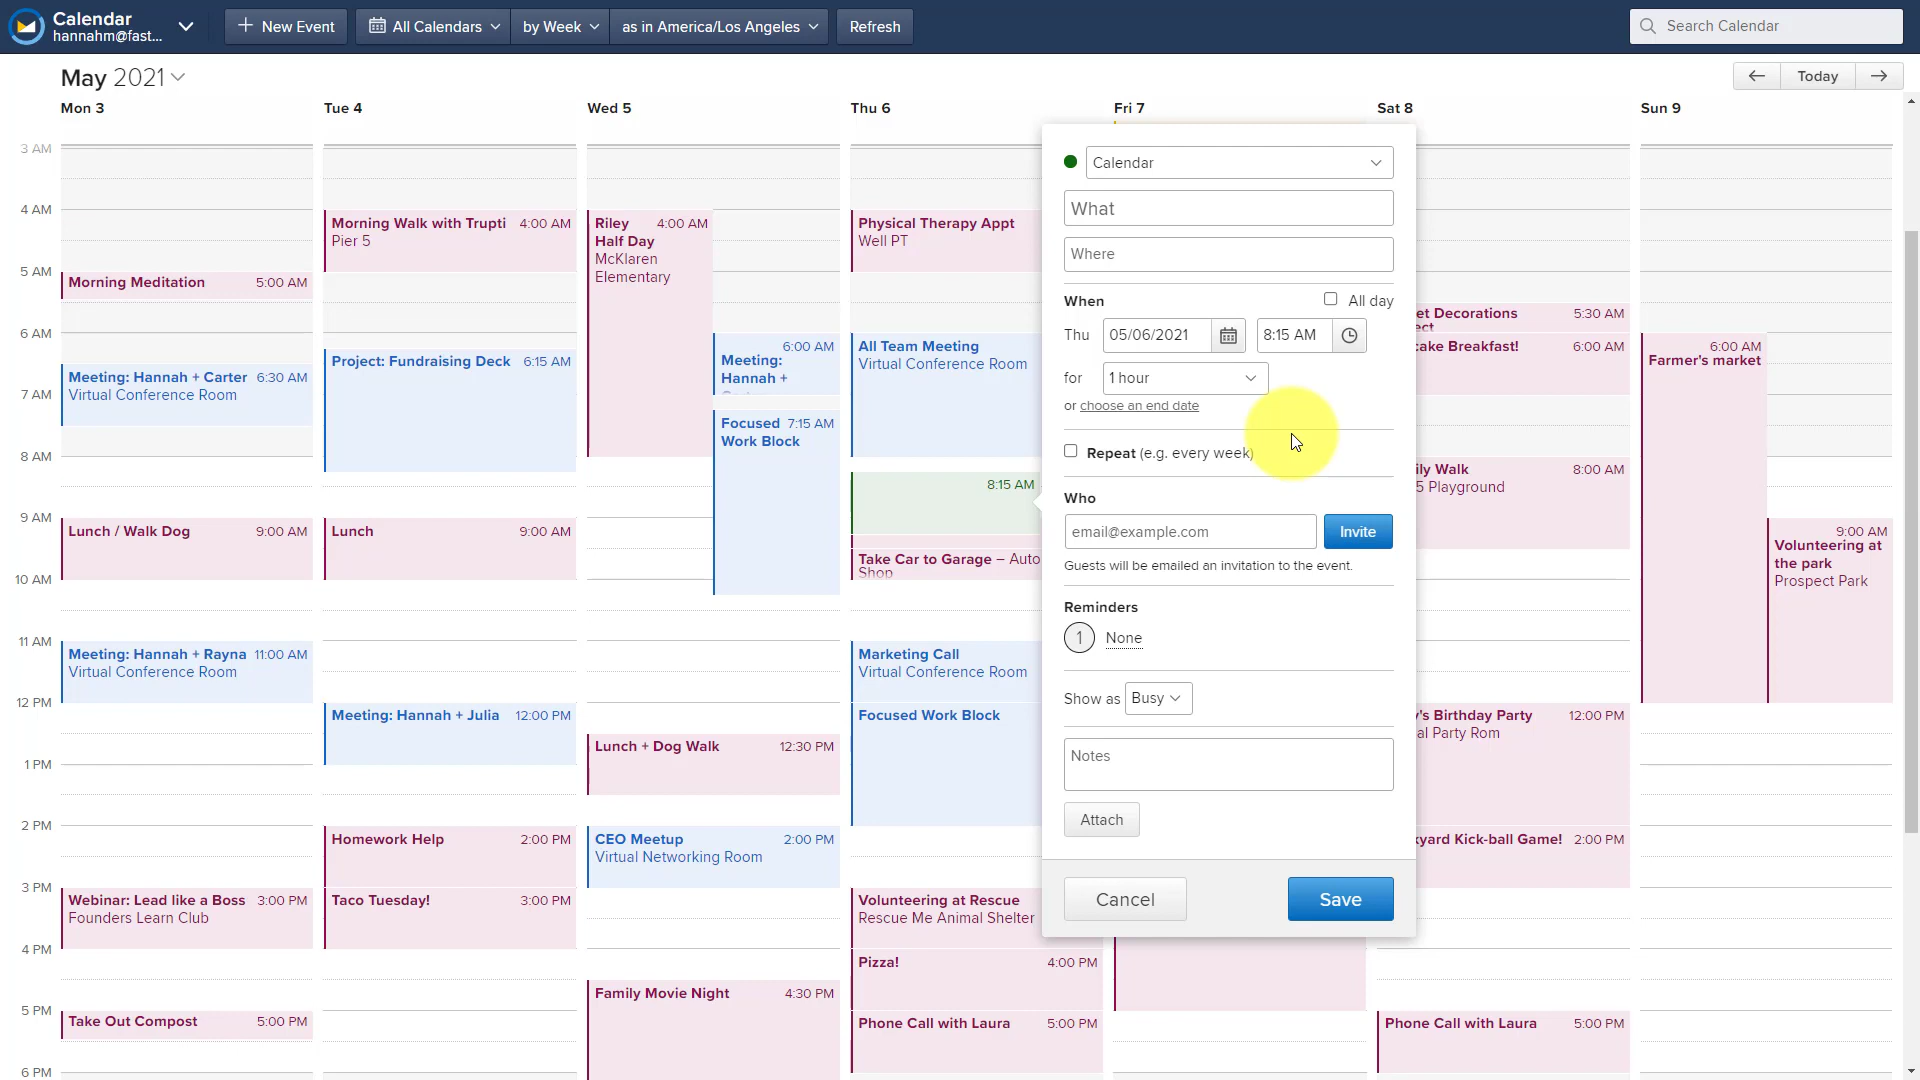 Calendar
hannahm@fast...
New Event
All Calendars
by Week
as in America/Los Angeles
Refresh
Search Calendar
May 2021
Today
Mon 3
Tue 4
Wed 5
Thu 6
Fri 7
Sat 8
Sun 9
3 AM
4 AM
5 AM
6 AM
7 AM
8 AM
9 AM
10 AM
11 AM
12 PM
1 PM
2 PM
3 PM
4 PM
5 PM
6 PM
Morning Meditation 5:00 AM
Meeting: Hannah + Carter 6:30 AM
Virtual Conference Room
Lunch / Walk Dog 9:00 AM
Meeting: Hannah + Rayna 11:00 AM
Virtual Conference Room
Webinar: Lead like a Boss 3:00 PM
Founders Learn Club
Take Out Compost 5:00 PM
Morning Walk with Trupti 4:00 AM
Pier 5
Project: Fundraising Deck 6:15 AM
Lunch 9:00 AM
Meeting: Hannah + Julia 12:00 PM
Homework Help 2:00 PM
Taco Tuesday! 3:00 PM
Riley 4:00 AM
Half Day
McKlaren
Elementary
6:00 AM
Meeting:
Hannah +
Focused 7:15 AM
Work Block
Lunch + Dog Walk 12:30 PM
CEO Meetup 2:00 PM
Virtual Networking Room
Family Movie Night 4:30 PM
Physical Therapy Appt
Well PT
All Team Meeting
Virtual Conference Room
8:15 AM
Take Car to Garage – Auto
Shop
Marketing Call
Virtual Conference Room
Focused Work Block
Volunteering at Rescue
Rescue Me Animal Shelter
Pizza! 4:00 PM
Phone Call with Laura 5:00 PM
Calendar
What
Where
When
All day
Thu 05/06/2021 8:15 AM
for 1 hour
or choose an end date
Repeat (e.g. every week)
Who
email@example.com Invite
Guests will be emailed an invitation to the event.
Reminders
1 None
Show as Busy
Notes
Attach
Cancel
Save
et Decorations 5:30 AM
ect
cake Breakfast! 6:00 AM
ily Walk 8:00 AM
5 Playground
y's Birthday Party 12:00 PM
al Party Rom
kyard Kick-ball Game! 2:00 PM
Phone Call with Laura 5:00 PM
6:00 AM
Farmer's market
9:00 AM
Volunteering at
the park
Prospect Park